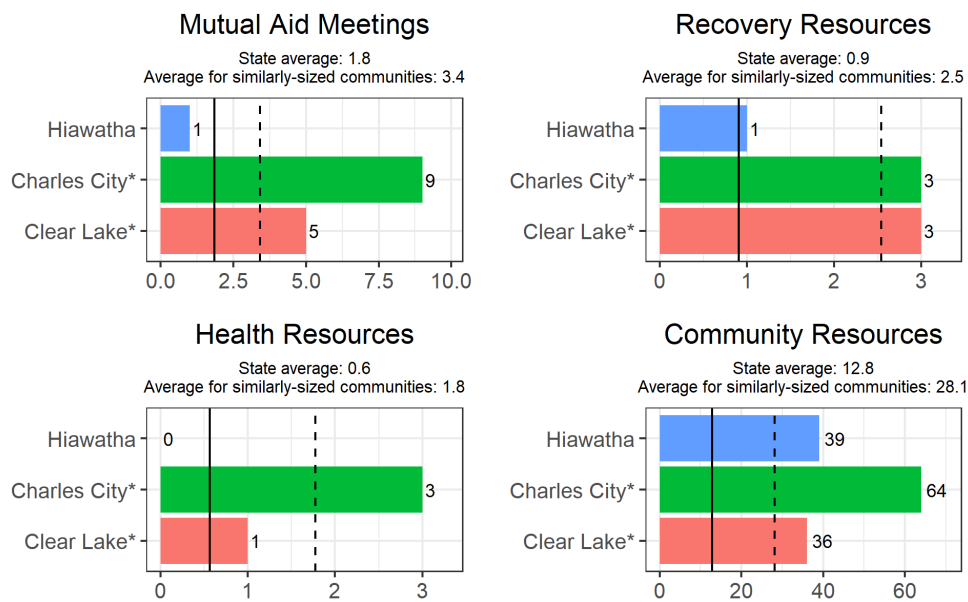 Mutual Aid Meetings
State average: 1.8
Average for similarly-sized communities: 3.4
Hiawatha
1
Charles City*
9
Clear Lake*
5
0.0 2.5 5.0 7.5 10.0
Recovery Resources
State average: 0.9
Average for similarly-sized communities: 2.5
Hiawatha
1
Charles City*
3
Clear Lake*
3
0 1 2 3
Health Resources
State average: 0.6
Average for similarly-sized communities: 1.8
Hiawatha
0
Charles City*
3
Clear Lake*
1
0 1 2 3
Community Resources
State average: 12.8
Average for similarly-sized communities: 28.1
Hiawatha
39
Charles City*
64
Clear Lake*
36
0 20 40 60